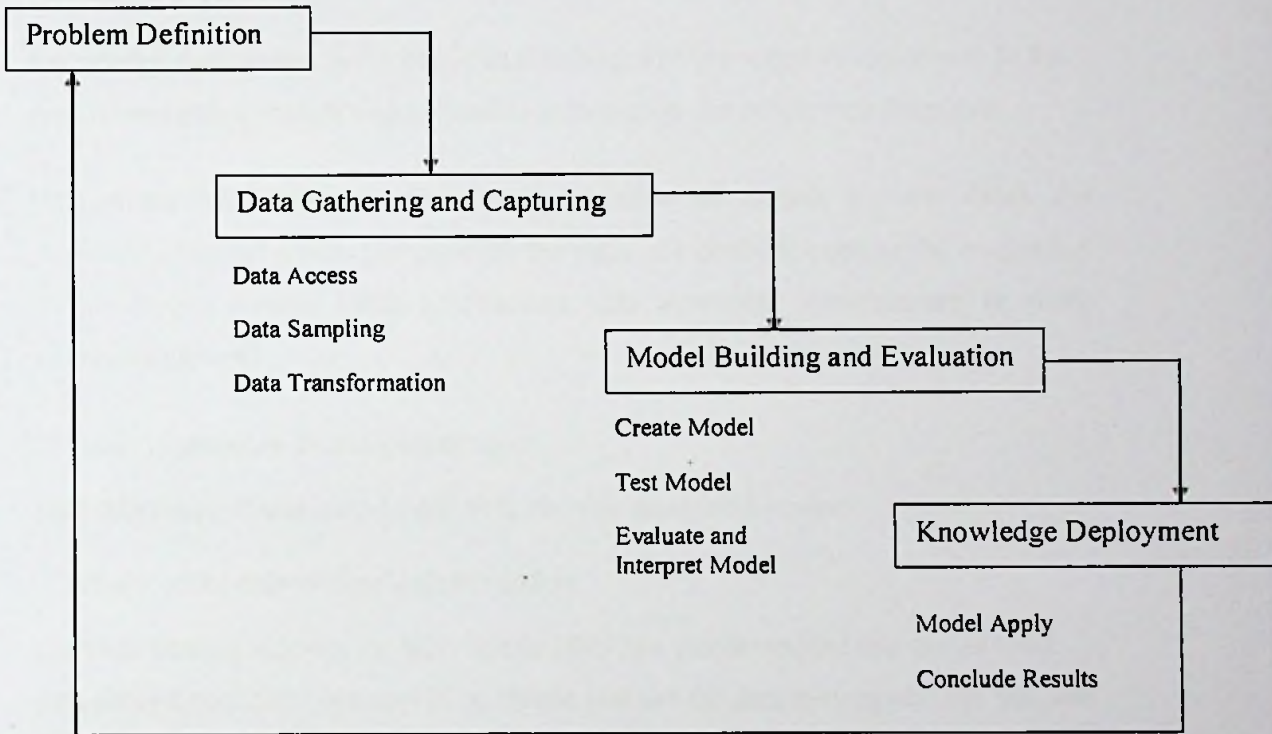 Problem Definition
Data Gathering and Capturing
Data Access
Data Sampling
Data Transformation
Model Building and Evaluation
Create Model
Test Model
Evaluate and
Interpret Model
Knowledge Deployment
Model Apply
Conclude Results